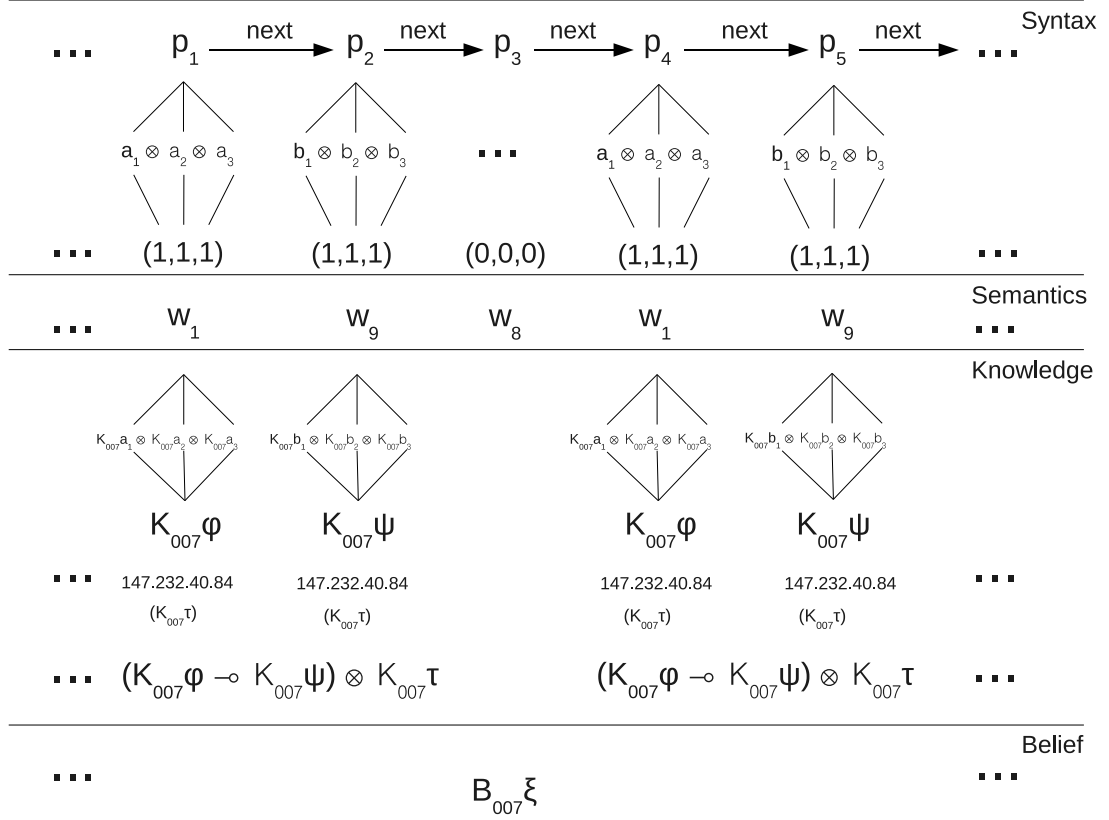 Syntax
... p₁ next p₂ next p₃ next p₄ next p₅ next ...
a₁ ⊗ a₂ ⊗ a₃ b₁ ⊗ b₂ ⊗ b₃ ... a₁ ⊗ a₂ ⊗ a₃ b₁ ⊗ b₂ ⊗ b₃
... (1,1,1) (1,1,1) (0,0,0) (1,1,1) (1,1,1) ...
Semantics
... w₁ w₉ w₈ w₁ w₉ ...
Knowledge
K₀₀₇a₁ ⊗ K₀₀₇a₂ ⊗ K₀₀₇a₃ K₀₀₇b₁ ⊗ K₀₀₇b₂ ⊗ K₀₀₇b₃ K₀₀₇a₁ ⊗ K₀₀₇a₂ ⊗ K₀₀₇a₃ K₀₀₇b₁ ⊗ K₀₀₇b₂ ⊗ K₀₀₇b₃
K₀₀₇φ K₀₀₇ψ K₀₀₇φ K₀₀₇ψ
... 147.232.40.84 147.232.40.84 147.232.40.84 147.232.40.84 ...
(K₀₀₇τ) (K₀₀₇τ) (K₀₀₇τ) (K₀₀₇τ)
... (K₀₀₇φ ⊸ K₀₀₇ψ) ⊗ K₀₀₇τ (K₀₀₇φ ⊸ K₀₀₇ψ) ⊗ K₀₀₇τ ...
Belief
... ...
B₀₀₇ξ